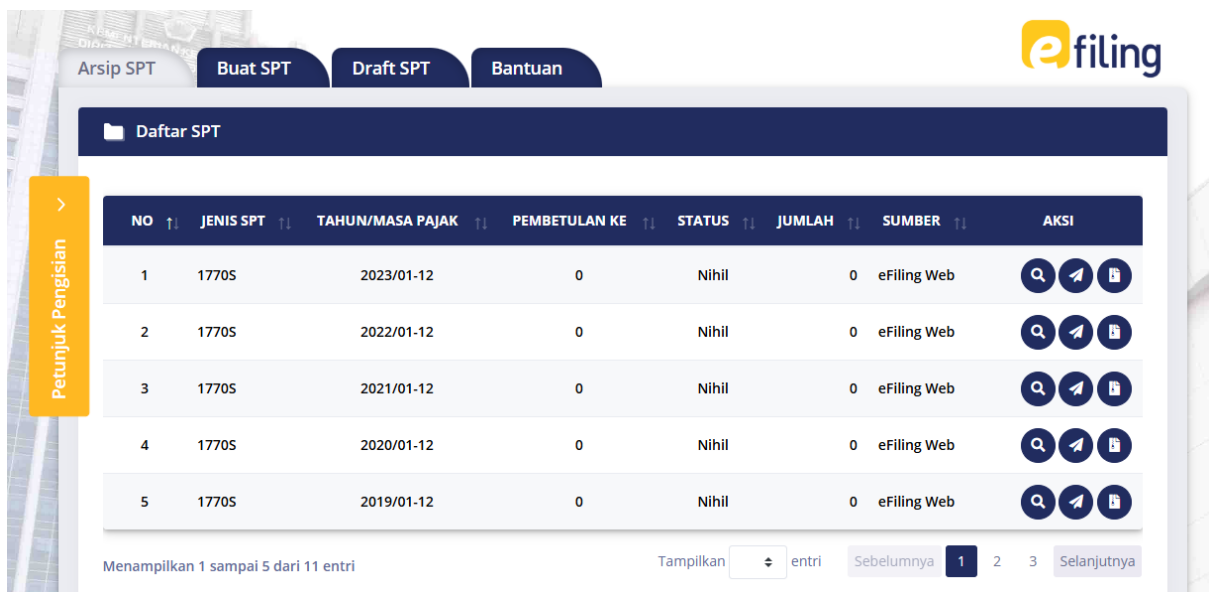 KEMENTERIAN KE
efiling
Arsip SPT Buat SPT Draft SPT Bantuan
Daftar SPT
Petunjuk Pengisian
NO JENIS SPT TAHUN/MASA PAJAK PEMBETULAN KE STATUS JUMLAH SUMBER AKSI
1 1770S 2023/01-12 0 Nihil 0 eFiling Web
2 1770S 2022/01-12 0 Nihil 0 eFiling Web
3 1770S 2021/01-12 0 Nihil 0 eFiling Web
4 1770S 2020/01-12 0 Nihil 0 eFiling Web
5 1770S 2019/01-12 0 Nihil 0 eFiling Web
Menampilkan 1 sampai 5 dari 11 entri Tampilkan entri Sebelumnya 1 2 3 Selanjutnya